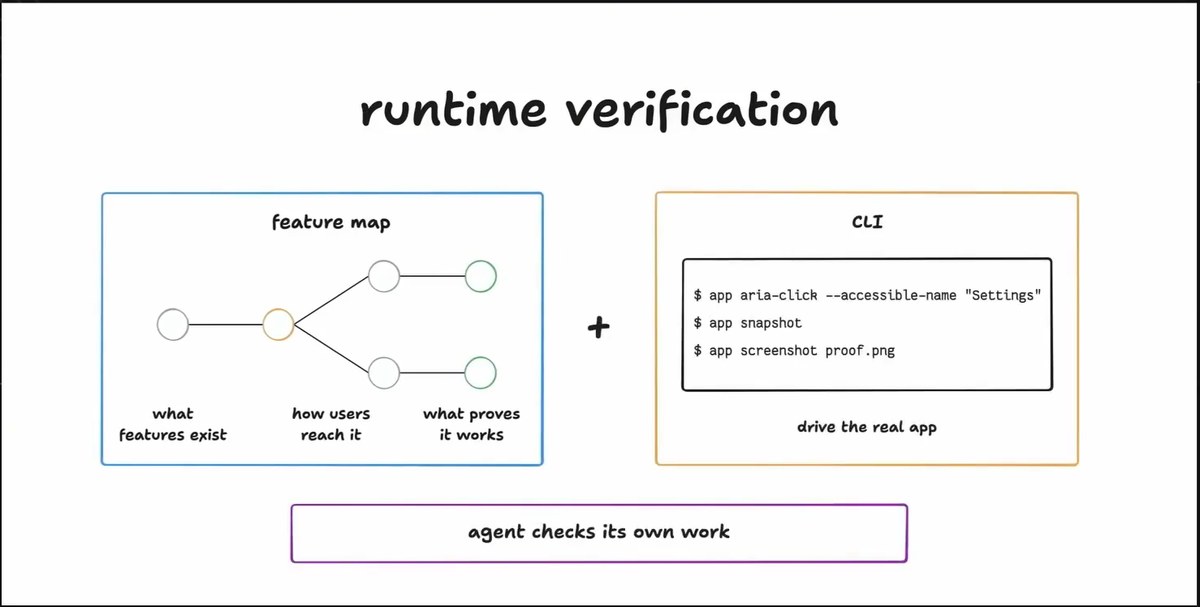 runtime verification
feature map
what
features exist
how users
reach it
what proves
it works
+
CLI
$ app aria-click --accessible-name "Settings"
$ app snapshot
$ app screenshot proof.png
drive the real app
agent checks its own work